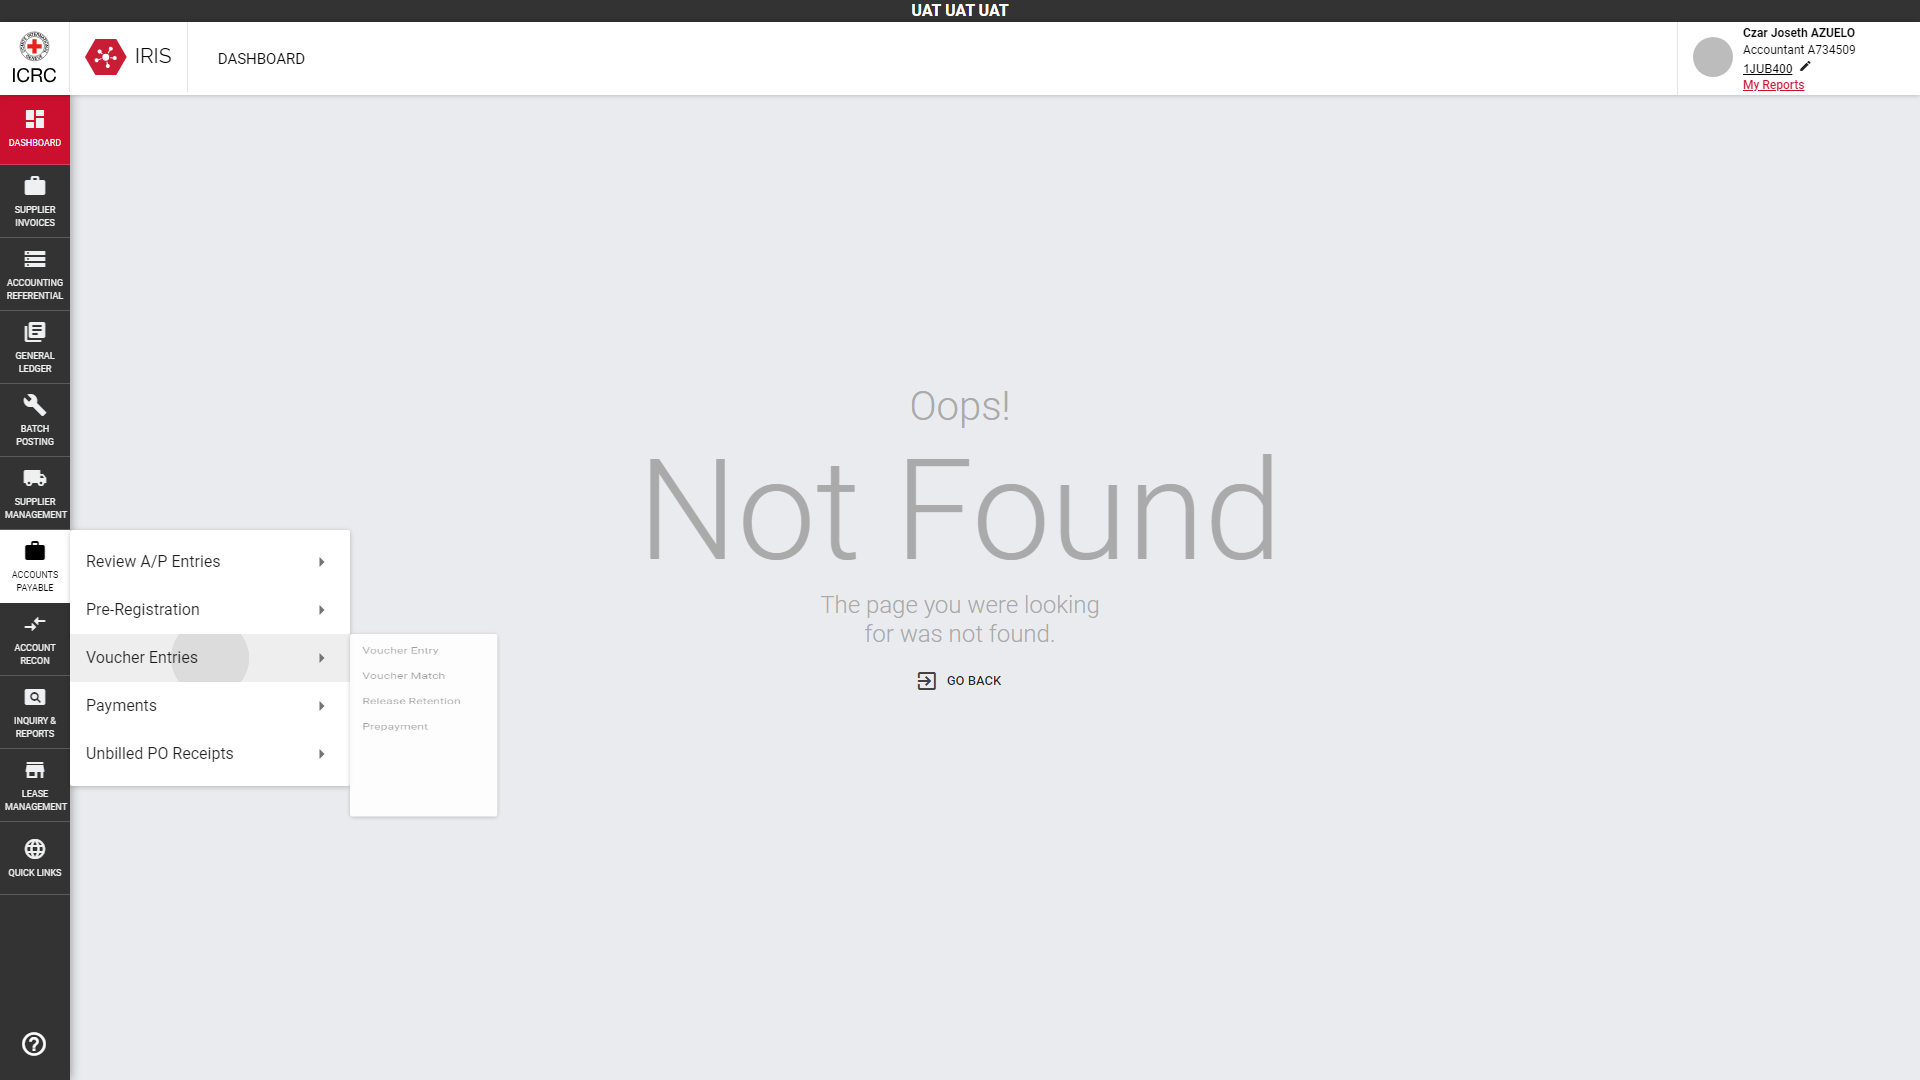 UAT UAT UAT
ICRC
IRIS
DASHBOARD
Czar Joseth AZUELO
Accountant A734509
1JUB400
My Reports
DASHBOARD
SUPPLIER
INVOICES
ACCOUNTING
REFERENTIAL
GENERAL
LEDGER
BATCH
POSTING
SUPPLIER
MANAGEMENT
ACCOUNTS
PAYABLE
ACCOUNT
RECON
INQUIRY &
REPORTS
LEASE
MANAGEMENT
QUICK LINKS
Review A/P Entries
Pre-Registration
Voucher Entries
Payments
Unbilled PO Receipts
Voucher Entry
Voucher Match
Release Retention
Prepayment
Oops!
Not Found
The page you were looking
for was not found.
GO BACK